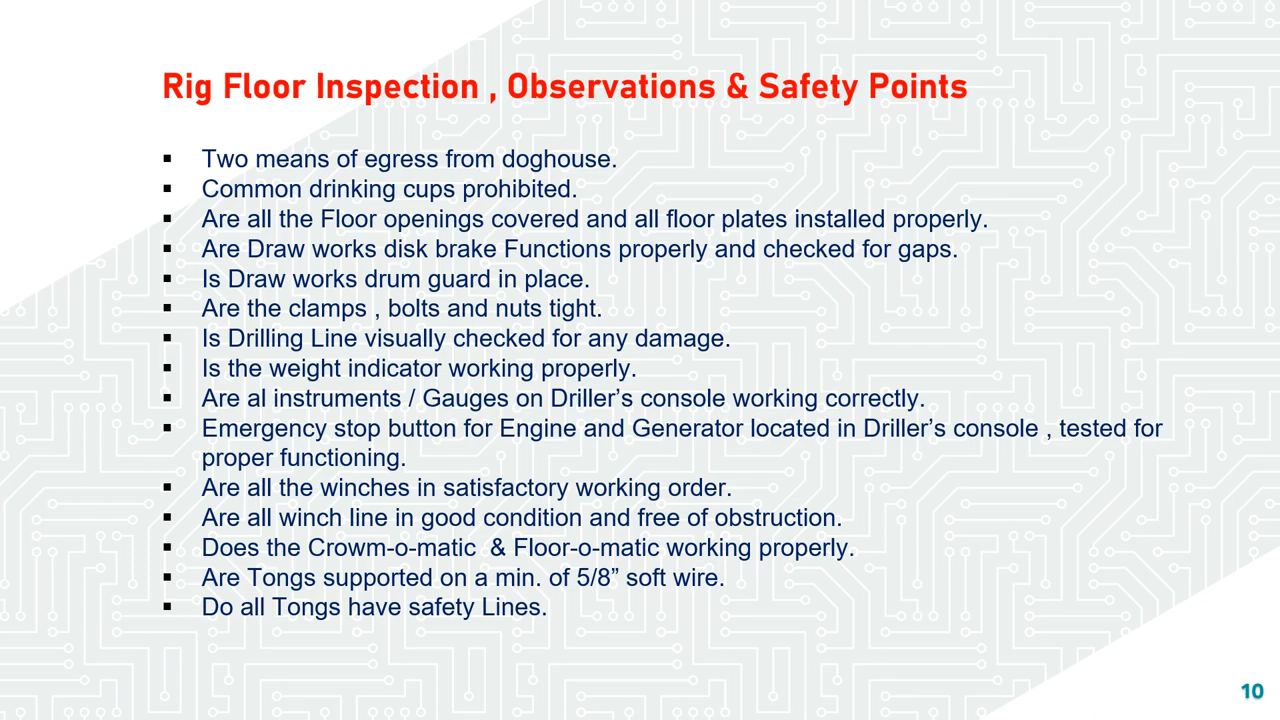 Rig Floor Inspection , Observations & Safety Points
▪ Two means of egress from doghouse.
▪ Common drinking cups prohibited.
▪ Are all the Floor openings covered and all floor plates installed properly.
▪ Are Draw works disk brake Functions properly and checked for gaps.
▪ Is Draw works drum guard in place.
▪ Are the clamps , bolts and nuts tight.
▪ Is Drilling Line visually checked for any damage.
▪ Is the weight indicator working properly.
▪ Are al instruments / Gauges on Driller’s console working correctly.
▪ Emergency stop button for Engine and Generator located in Driller’s console , tested for
proper functioning.
▪ Are all the winches in satisfactory working order.
▪ Are all winch line in good condition and free of obstruction.
▪ Does the Crowm-o-matic  & Floor-o-matic working properly.
▪ Are Tongs supported on a min. of 5/8” soft wire.
▪ Do all Tongs have safety Lines.
10